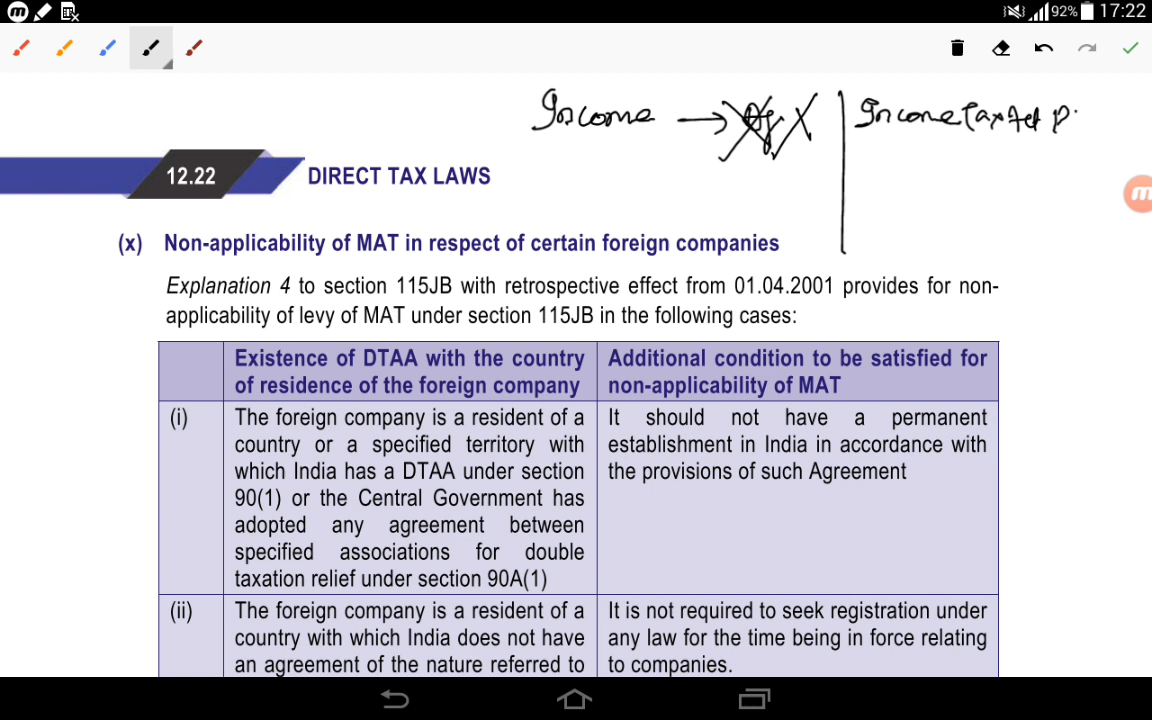 92% 17:22
Income → X | Income Tax Act
12.22 DIRECT TAX LAWS
(x) Non-applicability of MAT in respect of certain foreign companies
Explanation 4 to section 115JB with retrospective effect from 01.04.2001 provides for non-
applicability of levy of MAT under section 115JB in the following cases:
Existence of DTAA with the country
of residence of the foreign company
Additional condition to be satisfied for
non-applicability of MAT
(i)
The foreign company is a resident of a
country or a specified territory with
which India has a DTAA under section
90(1) or the Central Government has
adopted any agreement between
specified associations for double
taxation relief under section 90A(1)
It should not have a permanent
establishment in India in accordance with
the provisions of such Agreement
(ii)
The foreign company is a resident of a
country with which India does not have
an agreement of the nature referred to
It is not required to seek registration under
any law for the time being in force relating
to companies.